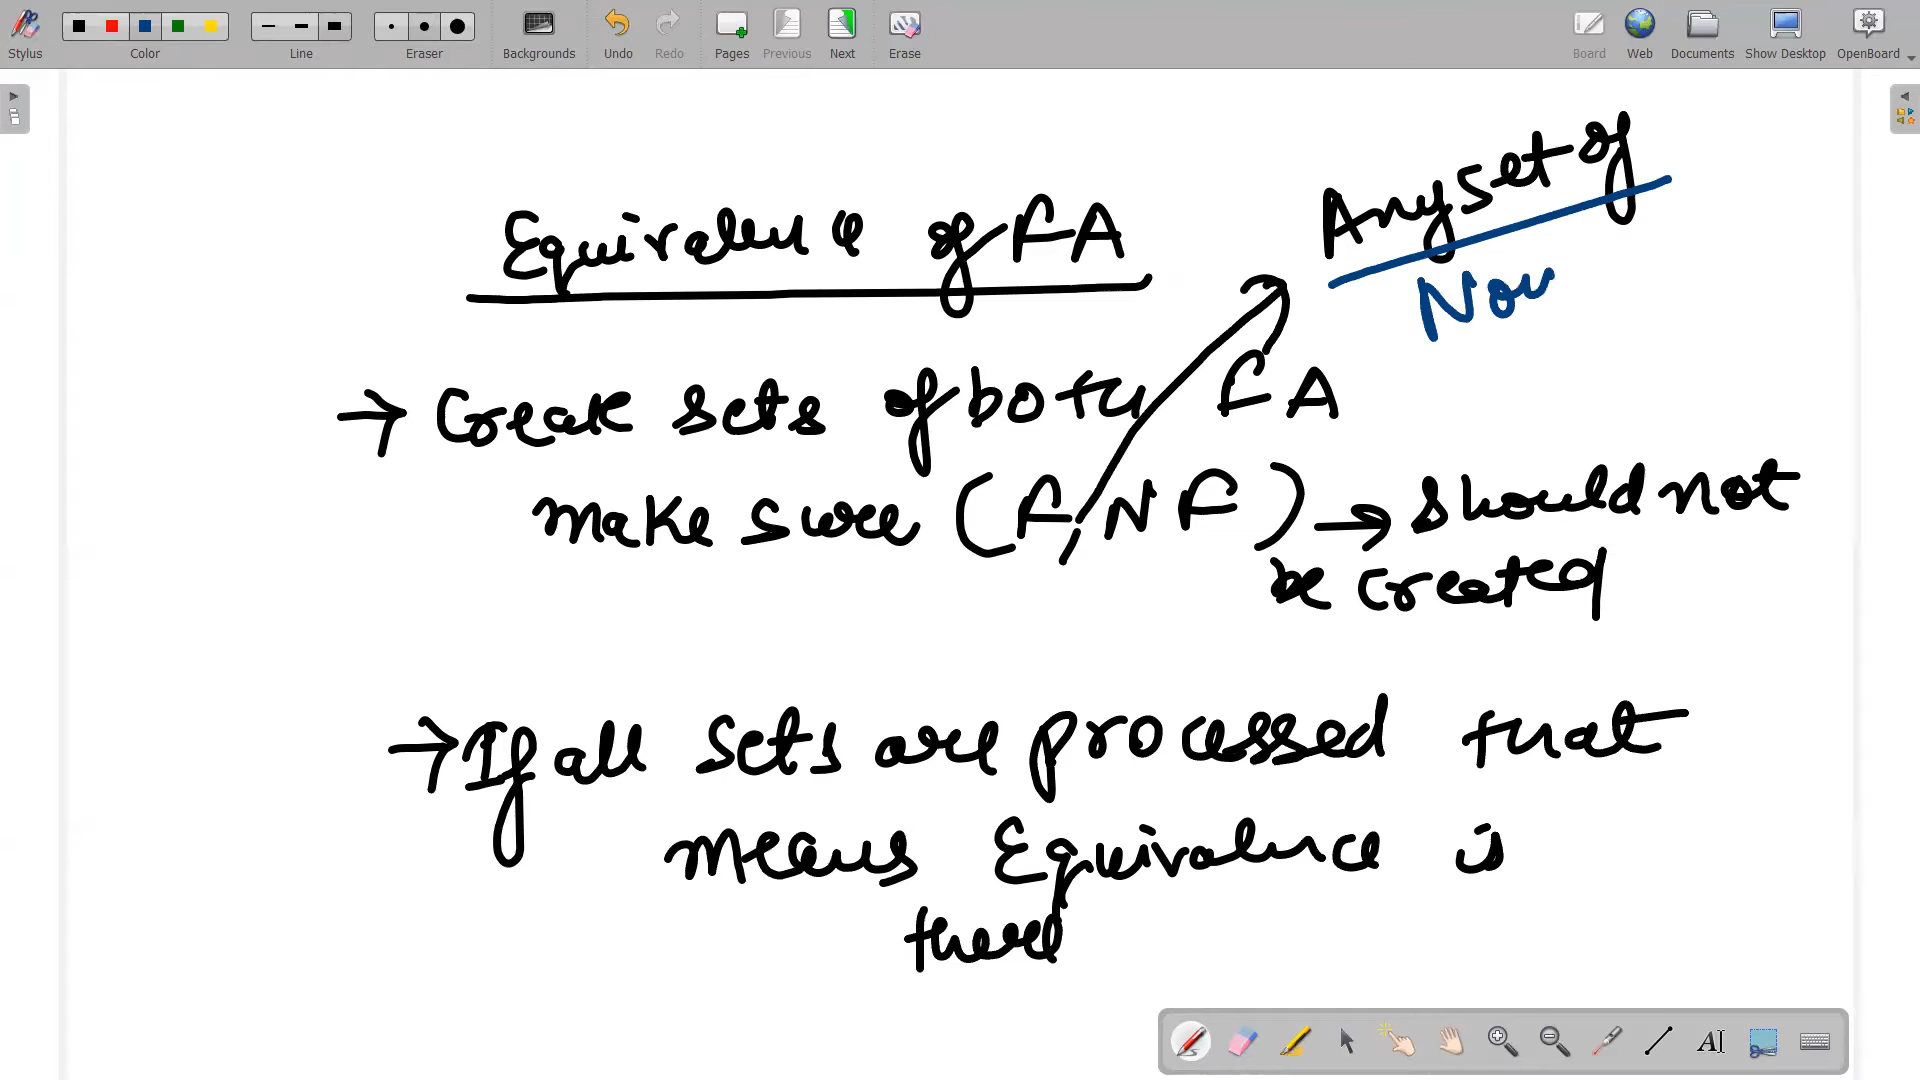 Stylus
Color
Line
Eraser
Backgrounds
Undo
Redo
Pages
Previous
Next
Erase
Board
Web
Documents
Show Desktop
OpenBoard
Any set of
Equivalence of FA
Non
→ Create sets of both FA
make sure (F, NF) → should not
be created
→ If all sets are processed that
means Equivalence is
there